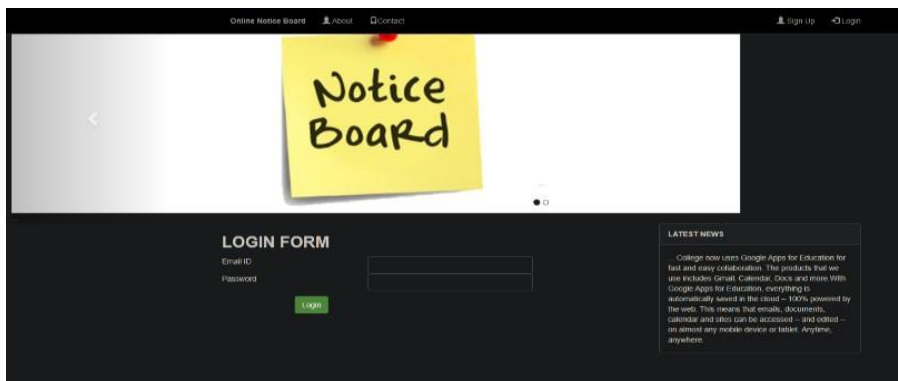 Online Notice Board About Contact Sign Up Login
Notice
Board
LOGIN FORM
Email ID
Password
Login
LATEST NEWS
... College now uses Google Apps for Education for
fast and easy collaboration. The products that we
use includes Gmail, Calendar, Docs and more.With
Google Apps for Education, everything is
automatically saved in the cloud – 100% powered by
the web. This means that emails, documents,
calendar and sites can be accessed – and edited –
on almost any mobile device or tablet. Anytime,
anywhere.